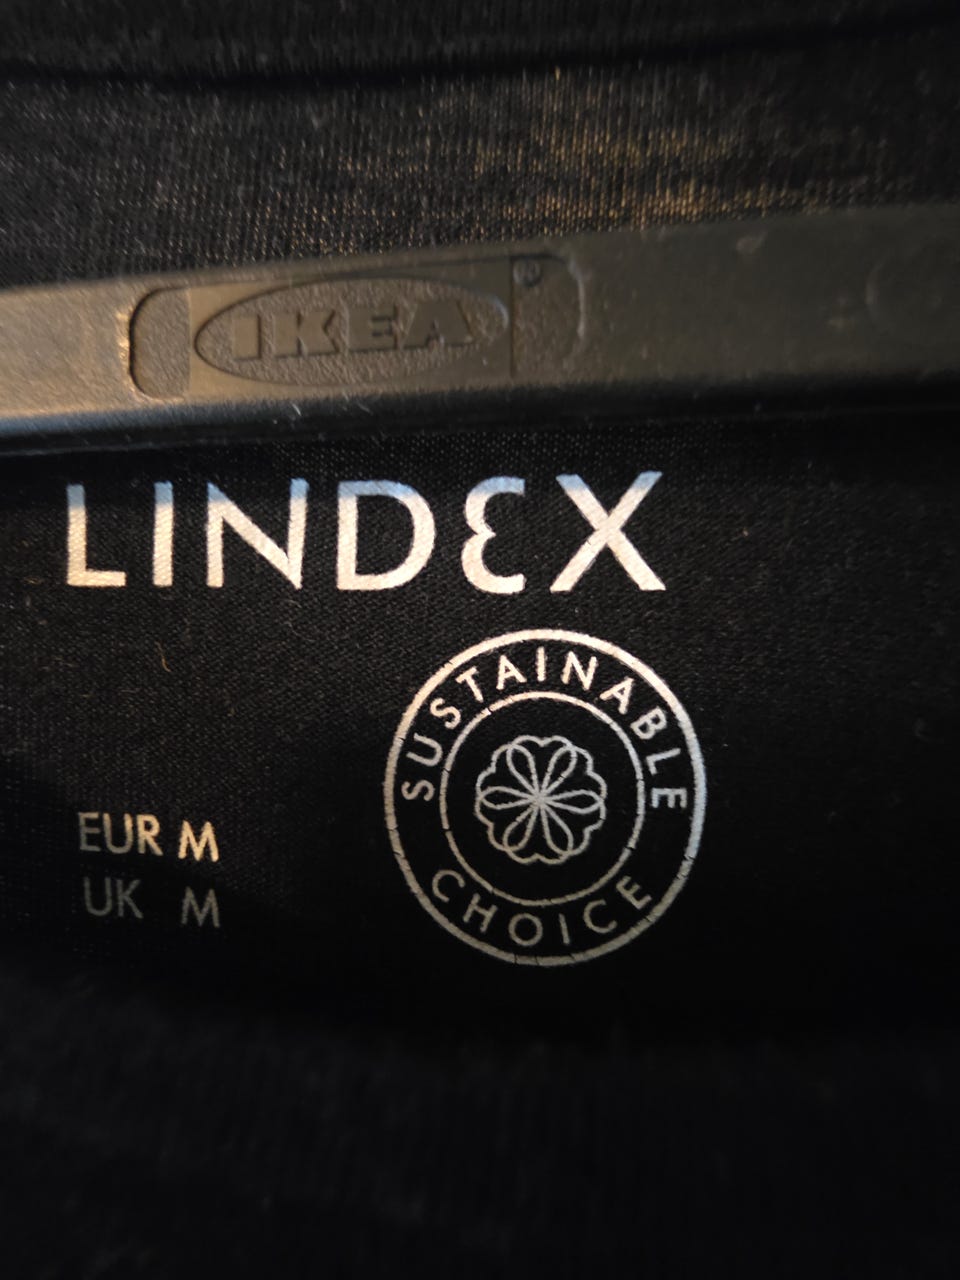 IKEA®
LINDEX
SUSTAINABLE
CHOICE
EUR M
UK M